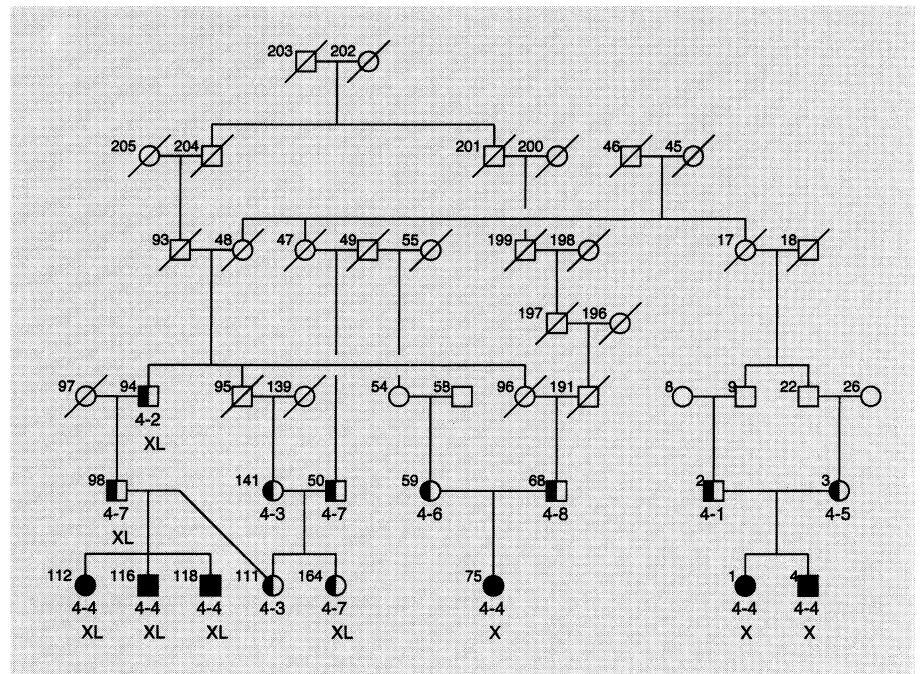 203 202
205 204 201 200 46 45
93 48 47 49 55 199 198 17 18
197 196
97 94 95 139 54 58 96 191 8 9 22 26
4-2
XL
98 141 50 59 68 2 3
4-7 4-3 4-7 4-6 4-8 4-1 4-5
XL
112 116 118 111 164 75 1 4
4-4 4-4 4-4 4-3 4-7 4-4 4-4 4-4
XL XL XL XL X X X